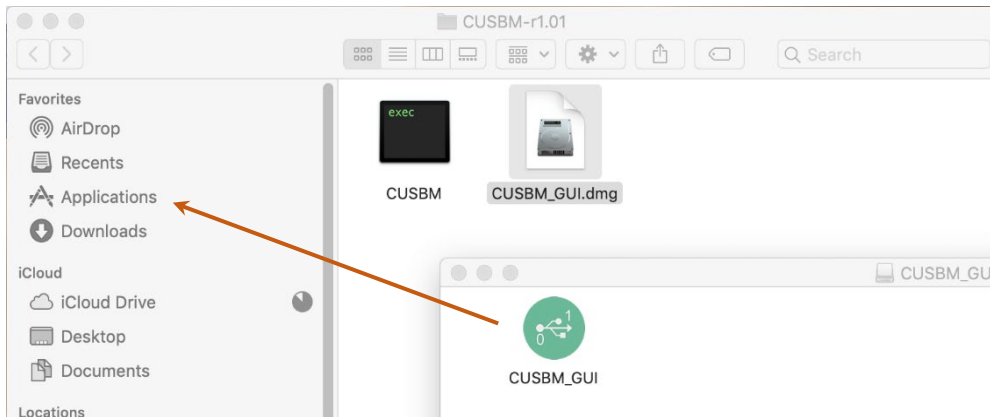 CUSBM-r1.01
Search
Favorites
AirDrop
Recents
Applications
Downloads
iCloud
iCloud Drive
Desktop
Documents
Locations
exec
CUSBM
CUSBM_GUI.dmg
CUSBM_GU
1
0
CUSBM_GUI